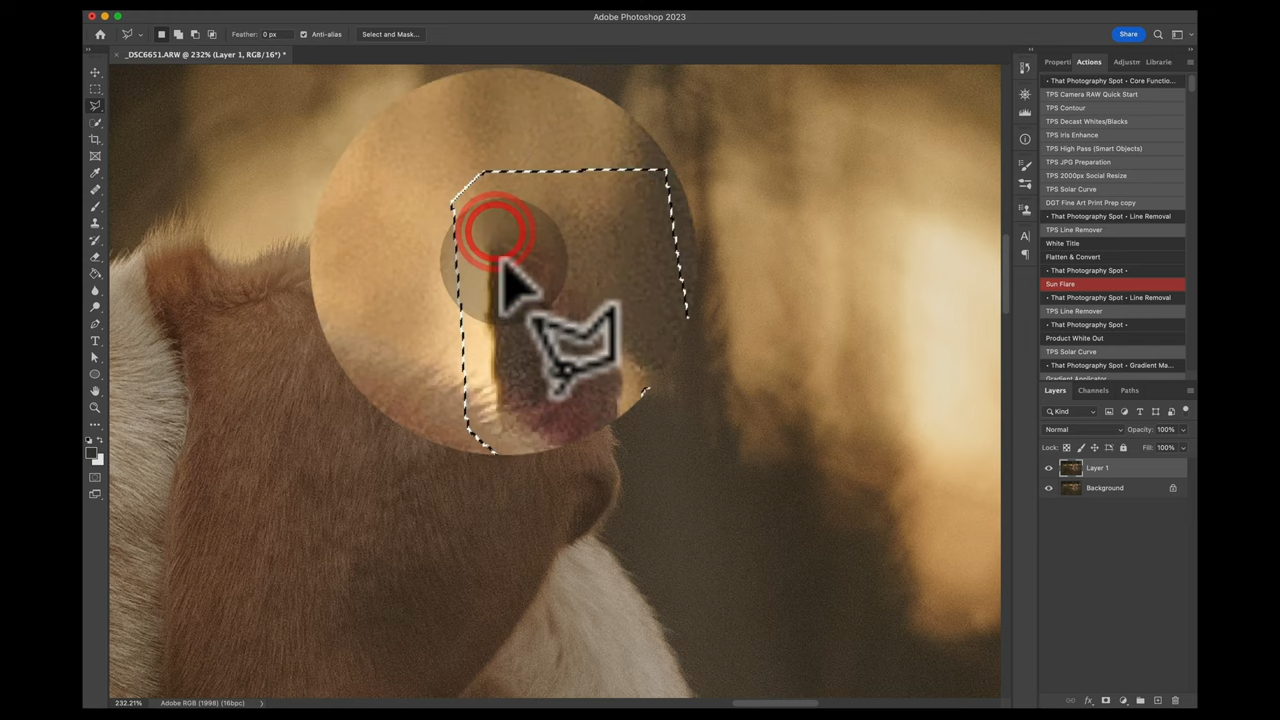 Adobe Photoshop 2023
Feather: 0 px Anti-alias Select and Mask... Share
× _DSC6651.ARW @ 232% (Layer 1, RGB/16*) *
Properti Actions Adjustm Librarie
• That Photography Spot • Core Functio...
TPS Camera RAW Quick Start
TPS Contour
TPS Decast Whites/Blacks
TPS Iris Enhance
TPS High Pass (Smart Objects)
TPS JPG Preparation
TPS 2000px Social Resize
TPS Solar Curve
DGT Fine Art Print Prep copy
• That Photography Spot • Line Removal
TPS Line Remover
White Title
Flatten & Convert
• That Photography Spot •
Sun Flare
• That Photography Spot • Line Removal
TPS Line Remover
• That Photography Spot •
Product White Out
TPS Solar Curve
• That Photography Spot • Gradient Ma...
Gradient Applicator
Layers Channels Paths
Kind
Normal Opacity: 100%
Lock: Fill: 100%
Layer 1
Background
232.21% Adobe RGB (1998) (16bpc)